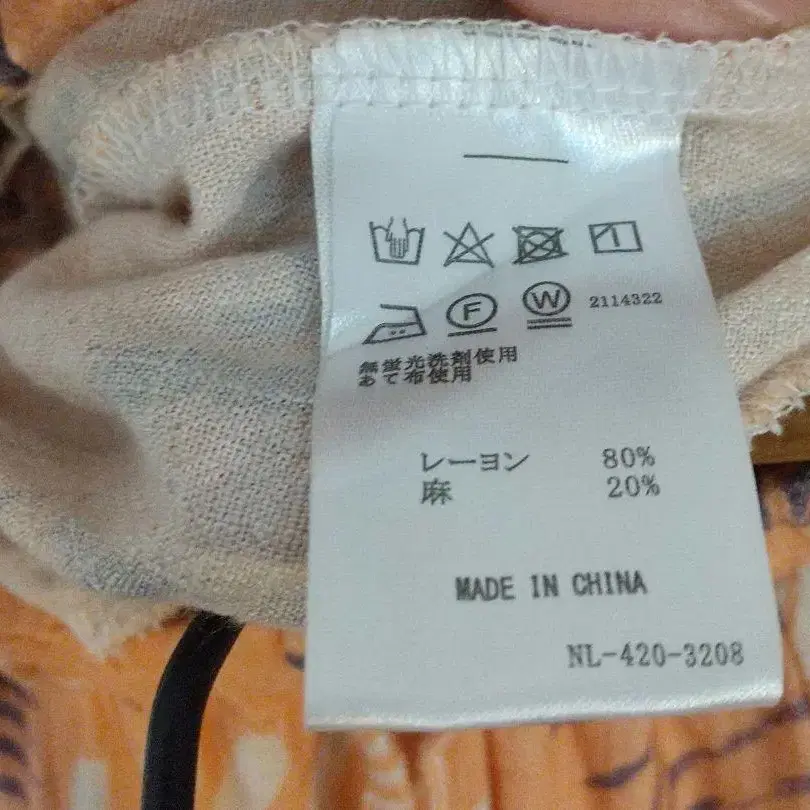 F W 2114322
無蛍光洗剤使用
あて布使用
レーヨン 80%
麻 20%
MADE IN CHINA
NL-420-3208